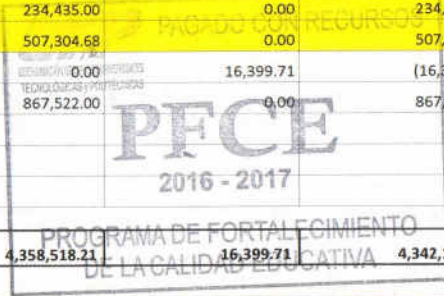 234,435.00 0.00 234,
PAGADO CON RECURSOS
507,304.68 0.00 507,
0.00 16,399.71 (16,
TECNOLÓGICAS y POLITÉCNICAS
867,522.00 0.00 867
PFCE
2016 - 2017
PROGRAMA DE FORTALECIMIENTO
4,358,518.21 16,399.71 4,342,
DE LA CALIDAD EDUCATIVA